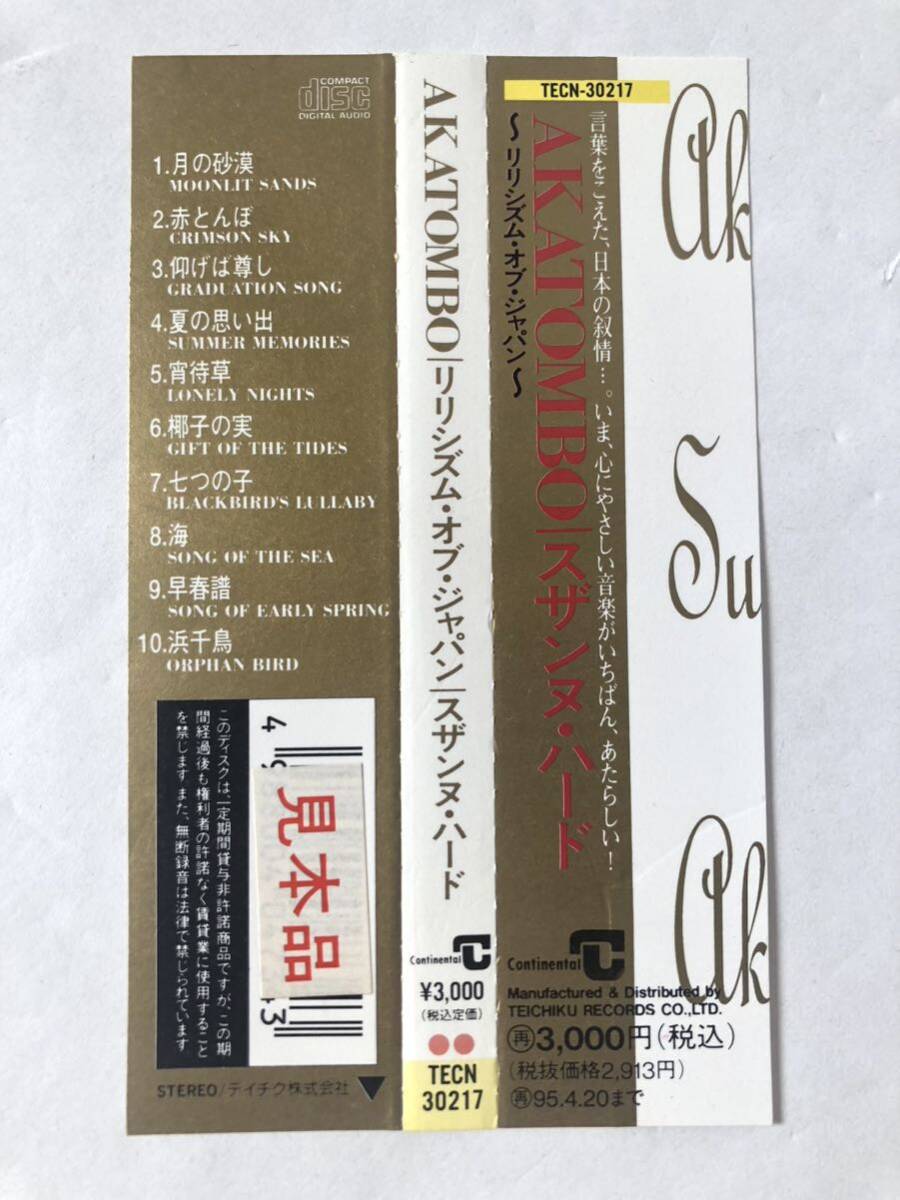 COMPACT
disc
DIGITAL AUDIO
1.月の砂漠
MOONLIT SANDS
2.赤とんぼ
CRIMSON SKY
3.仰げば尊し
GRADUATION SONG
4.夏の思い出
SUMMER MEMORIES
5.宵待草
LONELY NIGHTS
6.椰子の実
GIFT OF THE TIDES
7.七つの子
BLACKBIRD'S LULLABY
8.海
SONG OF THE SEA
9.早春譜
SONG OF EARLY SPRING
10.浜千鳥
ORPHAN BIRD
このディスクは、一定期間貸与非許諾商品ですが、この期
間経過後も権利者の許諾なく賃貸業に使用すること
を禁じます。また、無断録音は法律で禁じられています
4
見本品
3
STEREO/テイチク株式会社
AKATOMBO|リリシズム・オブ・ジャパン|スザンヌ・ハード
Continental
¥3,000
(税込定価)
TECN
30217
TECN-30217
言葉をこえた、日本の叙情…。いま、心にやさしい音楽がいちばん、あたらしい!
AKATOMBO|スザンヌ・ハード
〜リリシズム・オブ・ジャパン〜
Continental
Manufactured & Distributed by
TEICHIKU RECORDS CO.,LTD.
再3,000円(税込)
(税抜価格2,913円)
再95.4.20まで
Ak
Su
Ak